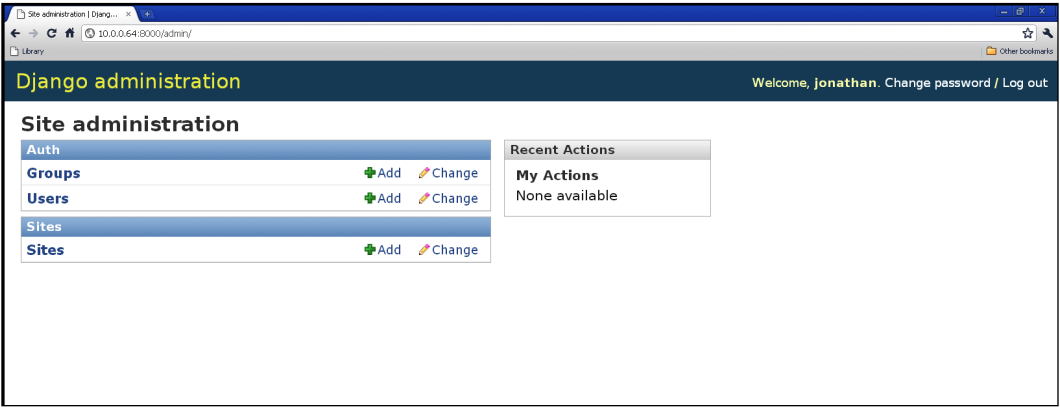 Site administration | Djang...
10.0.0.64:8000/admin/
Library
Other bookmarks
Django administration
Welcome, jonathan. Change password / Log out
Site administration
Auth
Groups Add Change
Users Add Change
Sites
Sites Add Change
Recent Actions
My Actions
None available